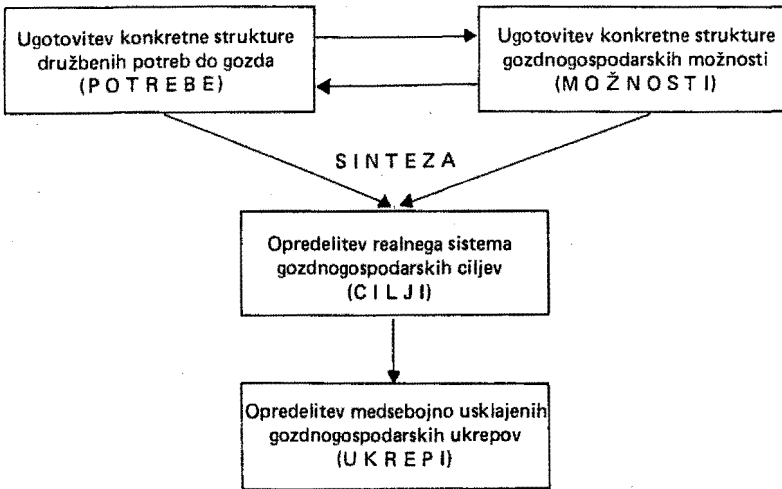 Ugotovitev konkretne strukture
družbenih potreb do gozda
(POTREBE)
Ugotovitev konkretne strukture
gozdnogospodarskih možnosti
(MOŽNOSTI)
SINTEZA
Opredelitev realnega sistema
gozdnogospodarskih ciljev
(CILJI)
Opredelitev medsebojno usklajenih
gozdnogospodarskih ukrepov
(UKREPI)